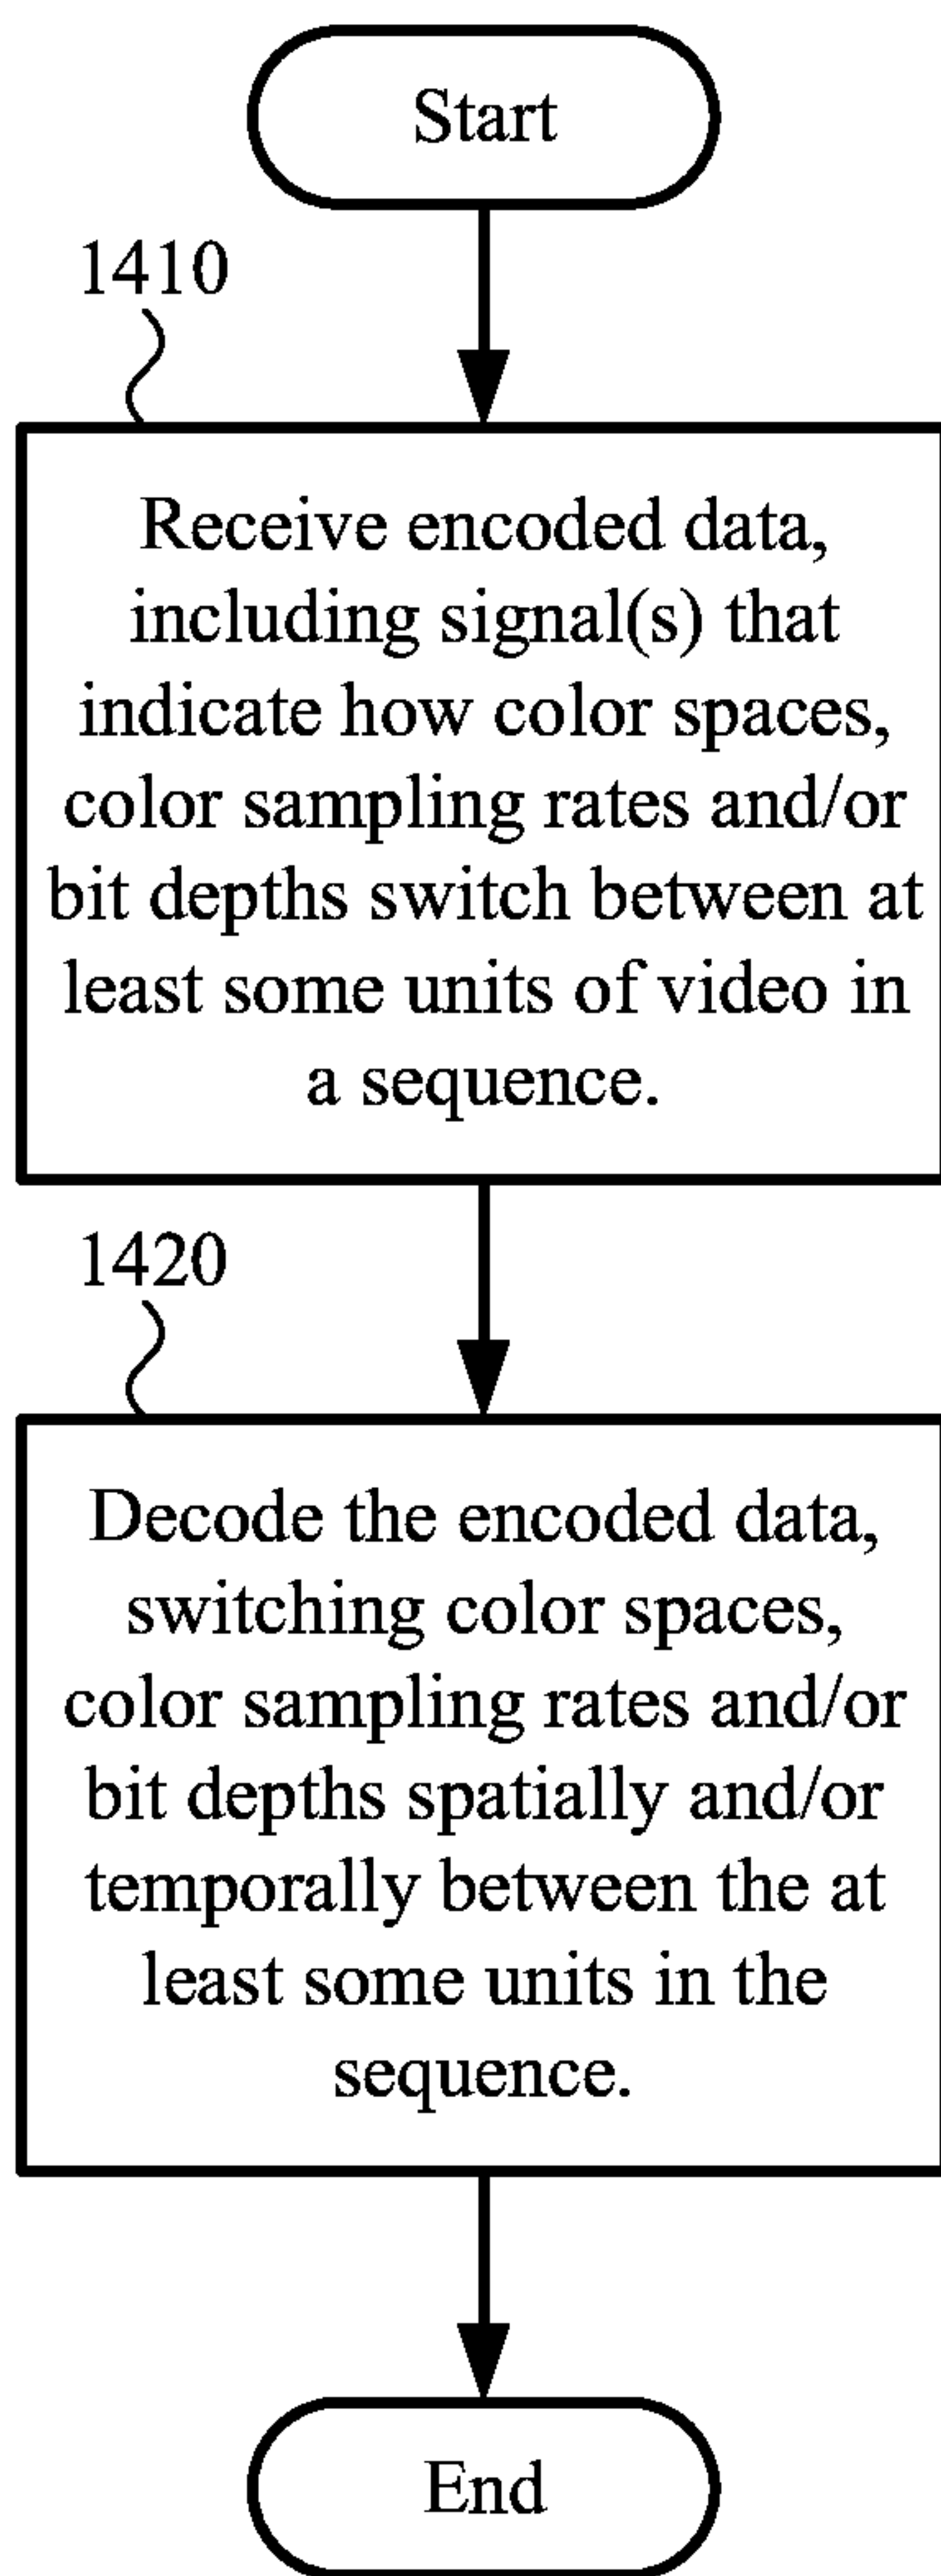 Start
1410
Receive encoded data,
including signal(s) that
indicate how color spaces,
color sampling rates and/or
bit depths switch between at
least some units of video in
a sequence.
1420
Decode the encoded data,
switching color spaces,
color sampling rates and/or
bit depths spatially and/or
temporally between the at
least some units in the
sequence.
End